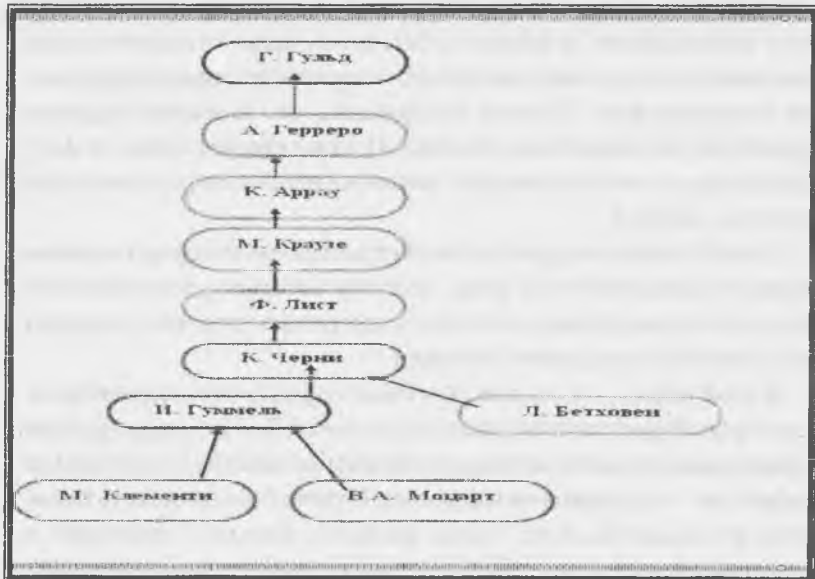 Г. Гульд
А. Герреро
К. Аррау
М. Краузе
Ф. Лист
К. Черни
И. Гуммель
Л. Бетховен
М. Клементи
В.А. Моцарт